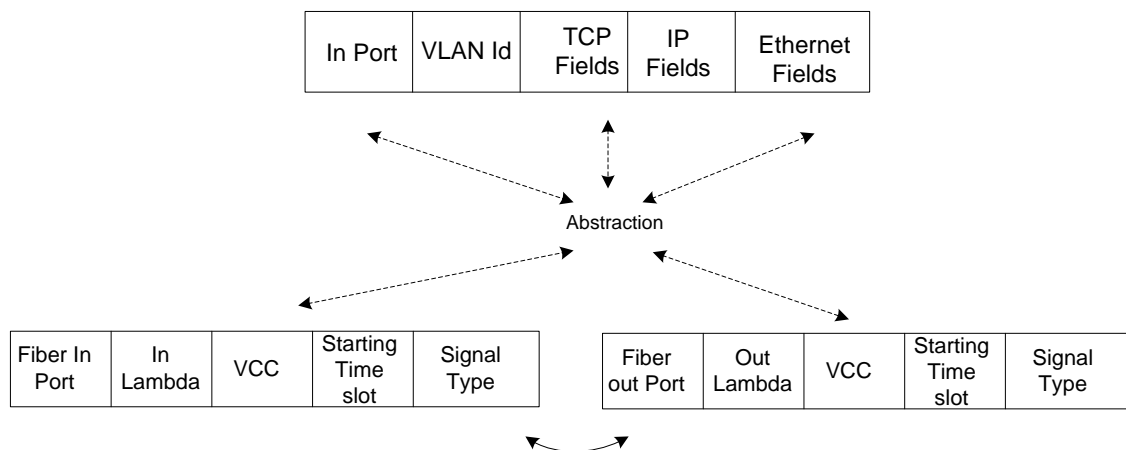 In Port
VLAN Id
TCP
Fields
IP
Fields
Ethernet
Fields
Abstraction
Fiber In
Port
In
Lambda
VCC
Starting
Time
slot
Signal
Type
Fiber
out Port
Out
Lambda
VCC
Starting
Time
slot
Signal
Type